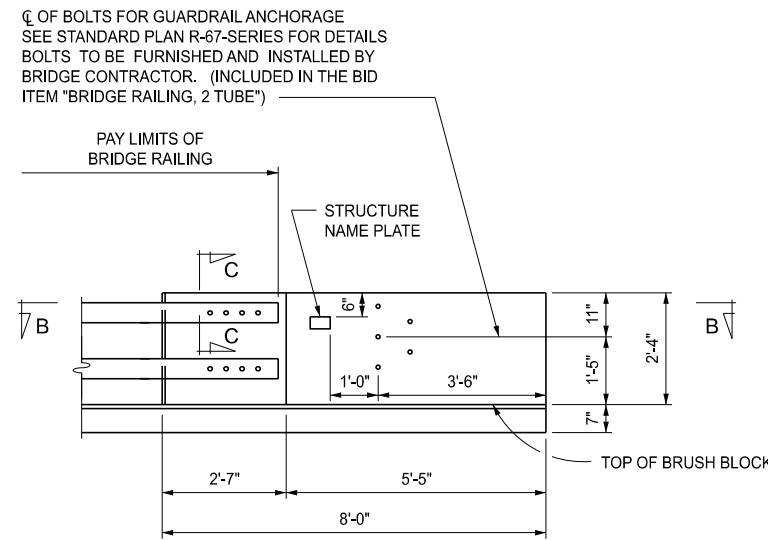 ℄ OF BOLTS FOR GUARDRAIL ANCHORAGE
SEE STANDARD PLAN R-67-SERIES FOR DETAILS
BOLTS TO BE FURNISHED AND INSTALLED BY
BRIDGE CONTRACTOR. (INCLUDED IN THE BID
ITEM "BRIDGE RAILING, 2 TUBE")
PAY LIMITS OF
BRIDGE RAILING
STRUCTURE
NAME PLATE
C
B
6"
11"
B
C
1'-5"
2'-4"
1'-0"
3'-6"
7"
TOP OF BRUSH BLOCK
2'-7"
5'-5"
8'-0"